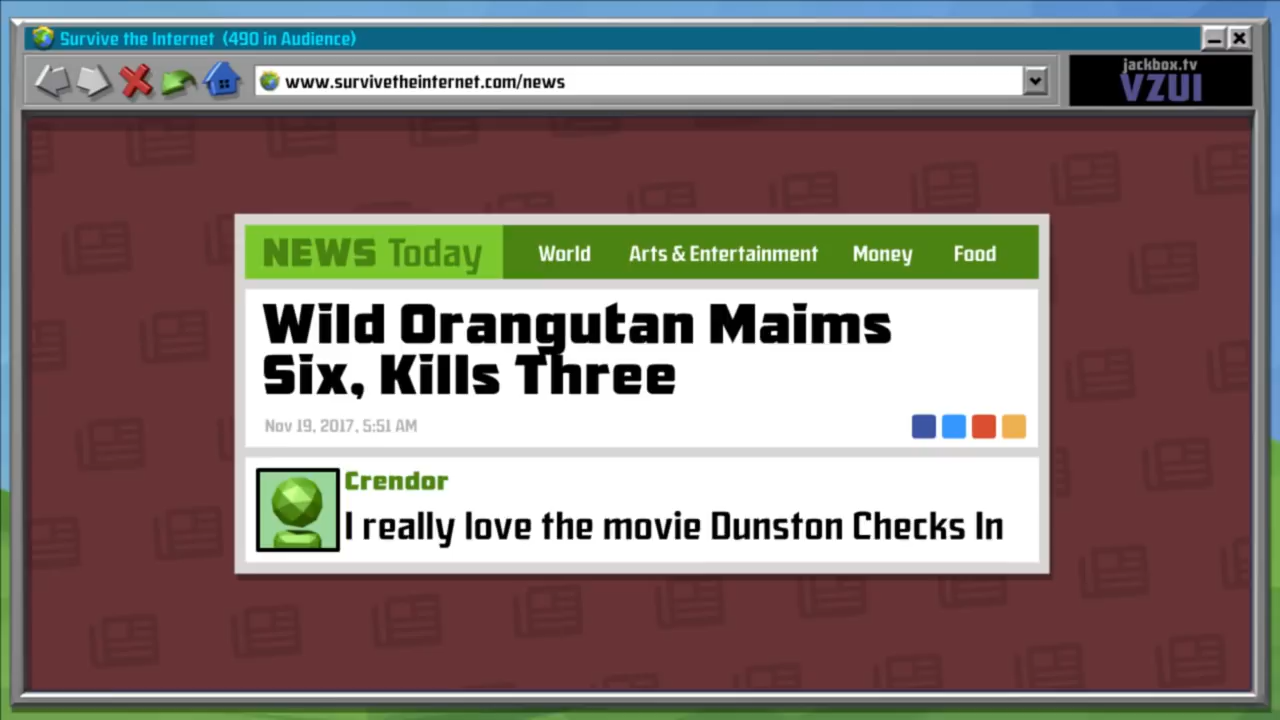 Survive the Internet (490 in Audience)
www.survivetheinternet.com/news
jackbox.tv
VZUI
NEWS Today World Arts & Entertainment Money Food
Wild Orangutan Maims
Six, Kills Three
Nov 19, 2017, 5:51 AM
Crendor
I really love the movie Dunston Checks In